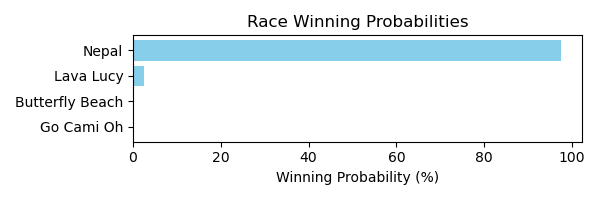 Race Winning Probabilities
Nepal
Lava Lucy
Butterfly Beach
Go Cami Oh
0 20 40 60 80 100
Winning Probability (%)